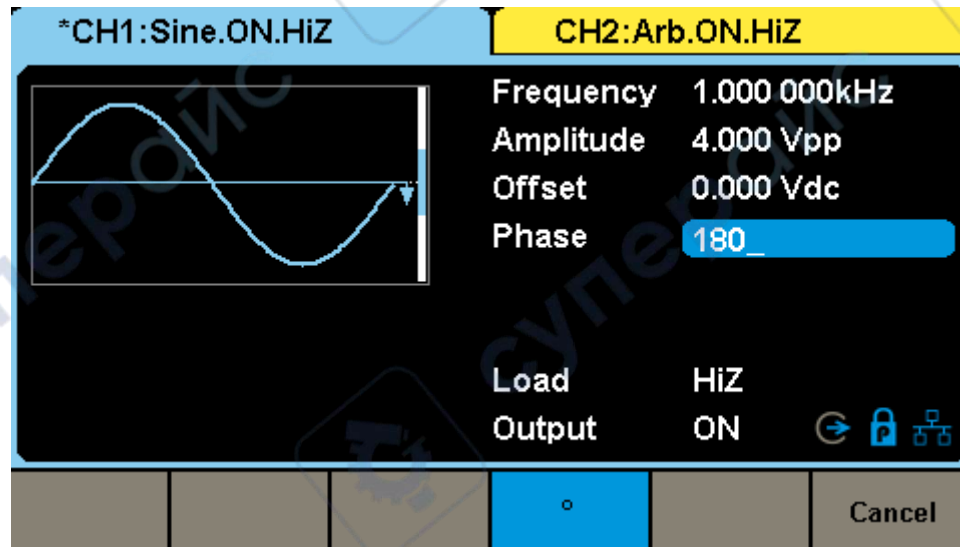 *CH1:Sine.ON.HiZ
CH2:Arb.ON.HiZ
Frequency 1.000 000kHz
Amplitude 4.000 Vpp
Offset 0.000 Vdc
Phase 180_
Load HiZ
Output ON
P
° Cancel
суперайс